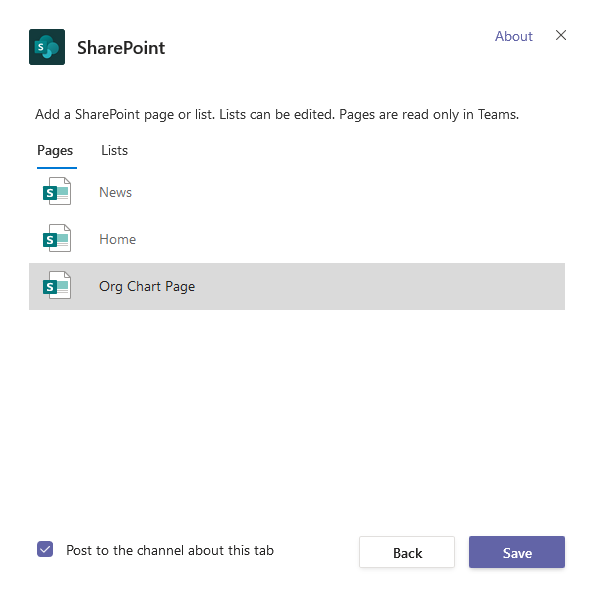 SharePoint
About
Add a SharePoint page or list. Lists can be edited. Pages are read only in Teams.
Pages Lists
S News
S Home
S Org Chart Page
Post to the channel about this tab
Back
Save